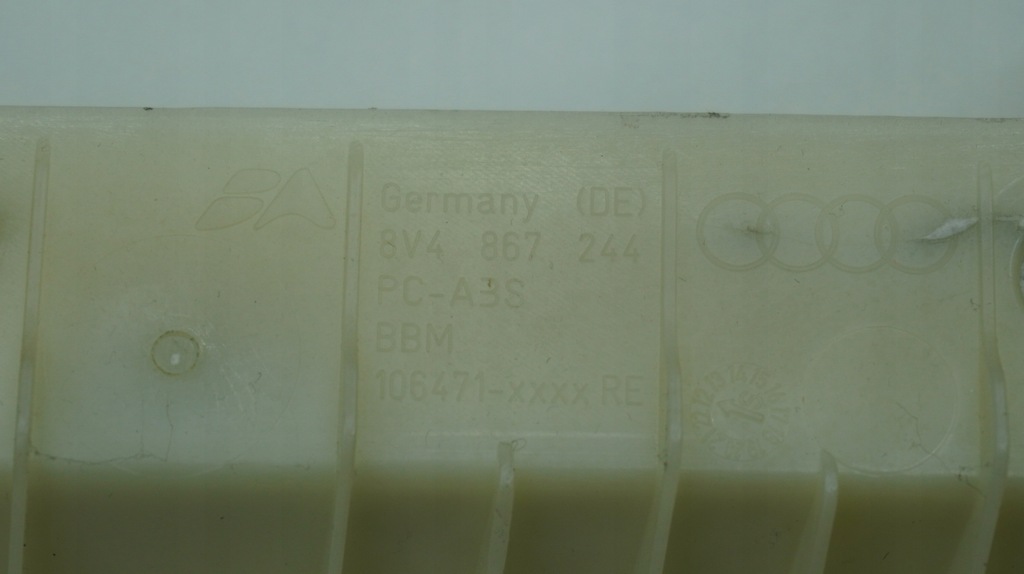 Germany (DE)
8V4 867 244
PC-ABS
BBM
106471-xxxx RE